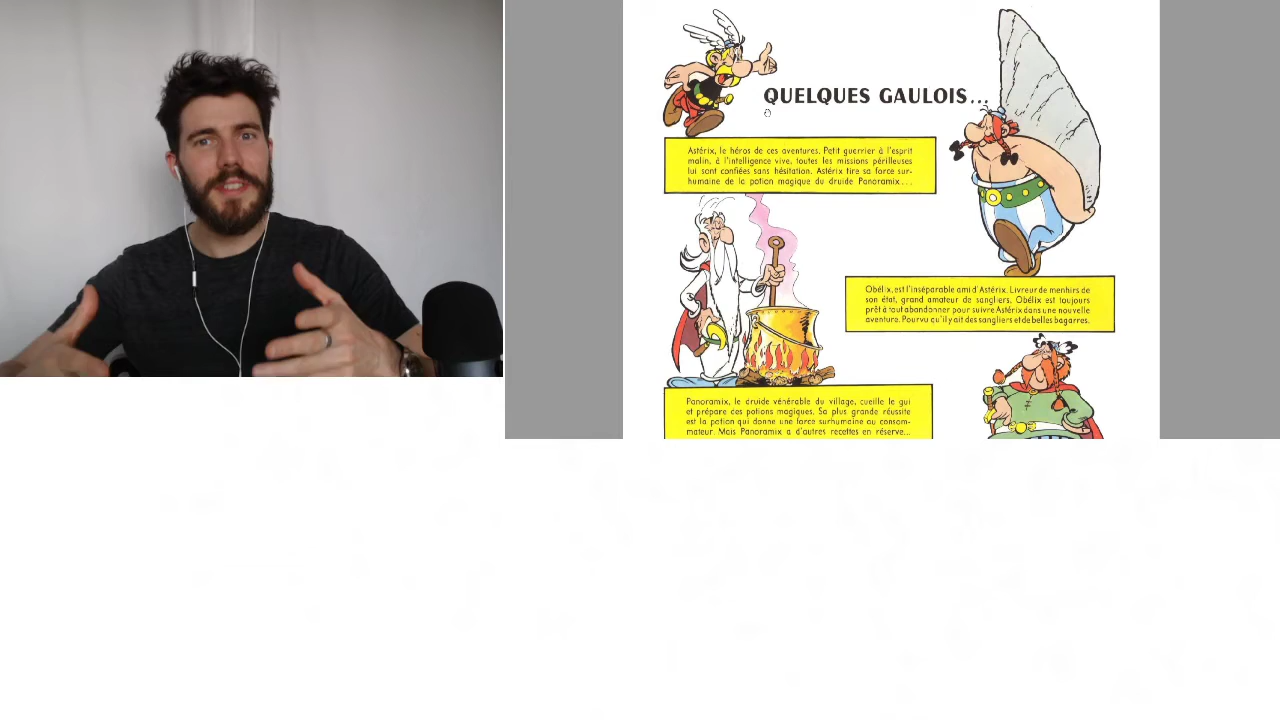 QUELQUES GAULOIS...
Astérix, le héros de ces aventures. Petit guerrier à l'esprit
malin, à l'intelligence vive, toutes les missions périlleuses
lui sont confiées sans hésitation. Astérix tire sa force sur-
humaine de la potion magique du druide Panoramix...
Obélix, est l'inséparable ami d'Astérix. Livreur de menhirs de
son état, grand amateur de sangliers, Obélix est toujours
prêt à tout abandonner pour suivre Astérix dans une nouvelle
aventure. Pourvu qu'il y ait des sangliers et de belles bagarres.
Panoramix, le druide vénérable du village, cueille le gui
et prépare des potions magiques. Sa plus grande réussite
est la potion qui donne une force surhumaine au consom-
mateur. Mais Panoramix a d'autres recettes en réserve...